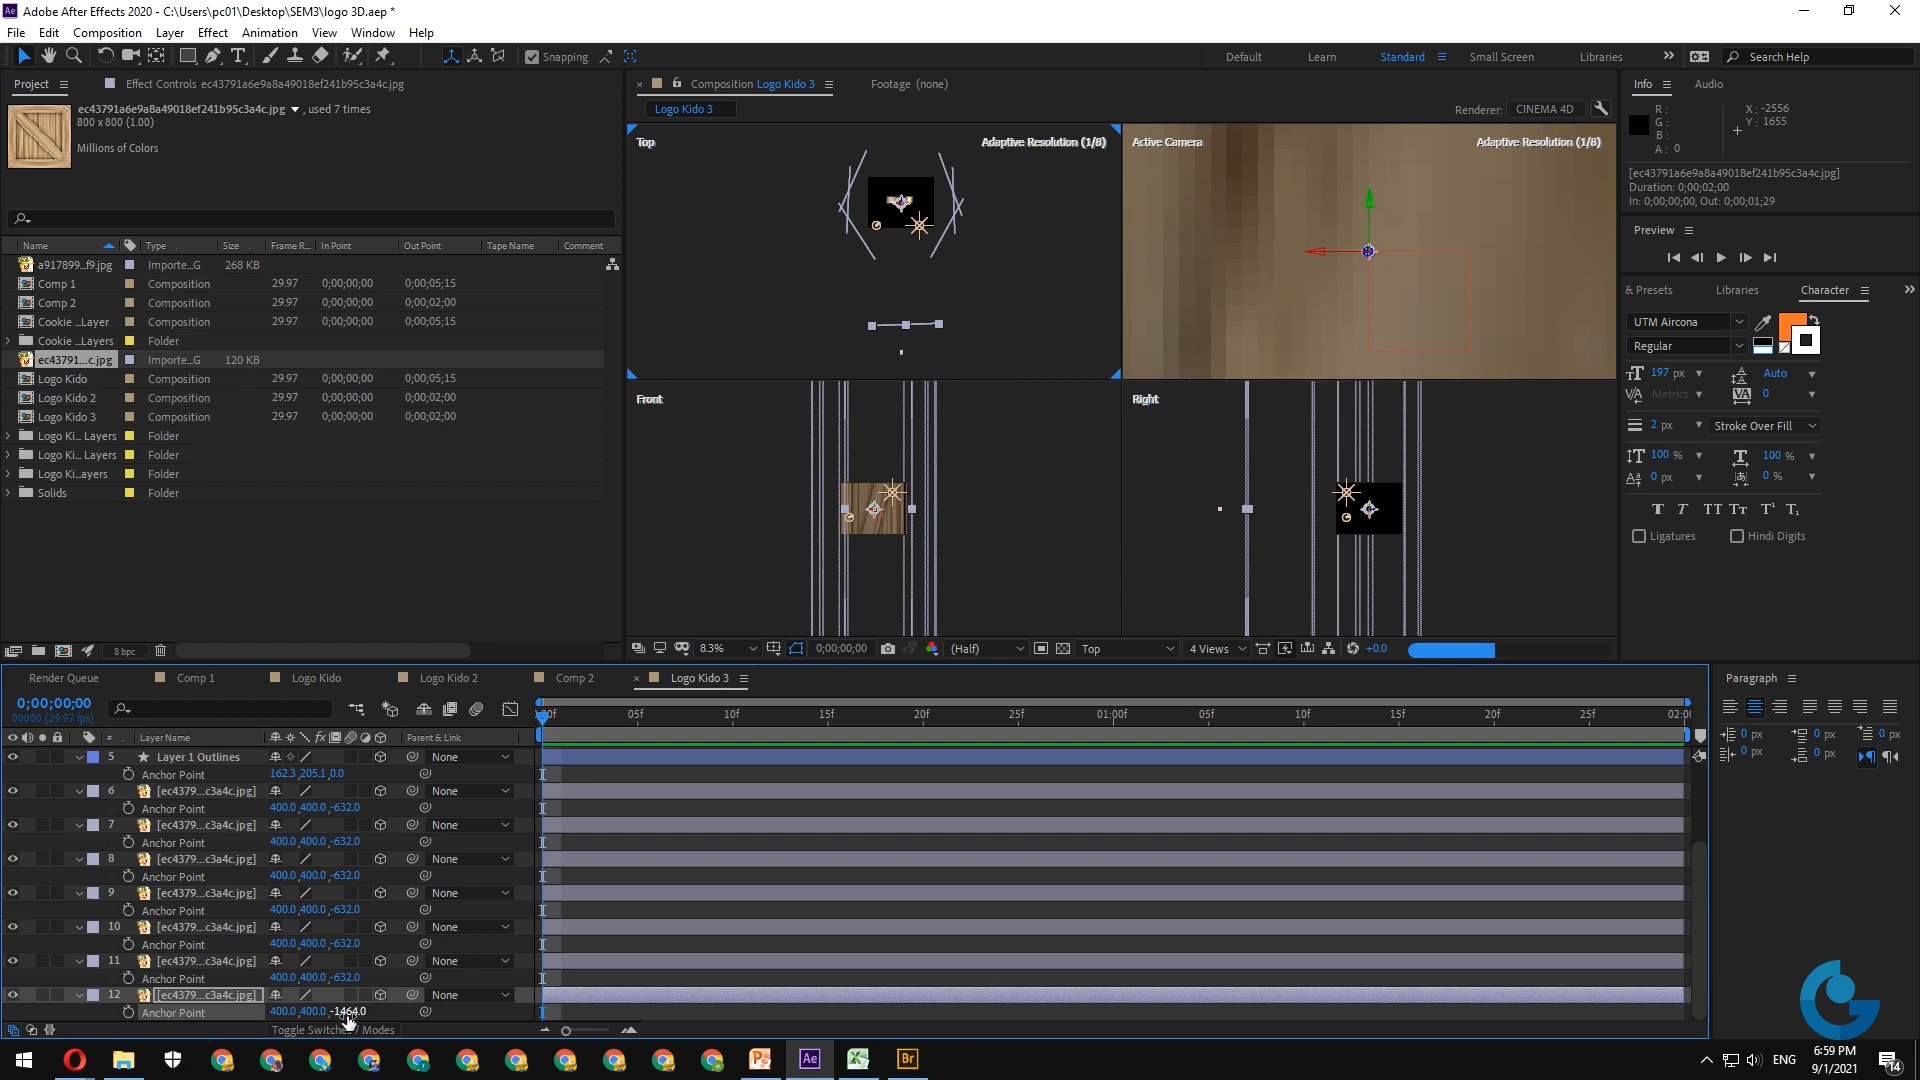 Adobe After Effects 2020 - C:\Users\pc01\Desktop\SEM3\logo 3D.aep *
File Edit Composition Layer Effect Animation View Window Help
Snapping
Default Learn Standard Small Screen Libraries Search Help
Project Effect Controls ec43791a6e9a8a49018ef241b95c3a4c.jpg
ec43791a6e9a8a49018ef241b95c3a4c.jpg , used 7 times
800 x 800 (1.00)
Millions of Colors
Name Type Size Frame R... In Point Out Point Tape Name Comment
a917899...f9.jpg Importe...G 268 KB
Comp 1 Composition 29.97 0;00;00;00 0;00;05;15
Comp 2 Composition 29.97 0;00;00;00 0;00;02;00
Cookie ...Layer Composition 29.97 0;00;00;00 0;00;05;15
Cookie ...Layers Folder
ec43791...c.jpg Importe...G 120 KB
Logo Kido Composition 29.97 0;00;00;00 0;00;05;15
Logo Kido 2 Composition 29.97 0;00;00;00 0;00;02;00
Logo Kido 3 Composition 29.97 0;00;00;00 0;00;02;00
Logo Ki... Layers Folder
Logo Ki... Layers Folder
Logo Ki...ayers Folder
Solids Folder
8 bpc
Composition Logo Kido 3 Footage (none)
Logo Kido 3
Renderer: CINEMA 4D
Top Adaptive Resolution (1/8)
Active Camera Adaptive Resolution (1/8)
Front
Right
8.3% 0;00;00;00 (Half) Top 4 Views +0.0
Info Audio
R : X : -2556
G : Y : 1655
B :
A : 0
[ec43791a6e9a8a49018ef241b95c3a4c.jpg]
Duration: 0;00;02;00
In: 0;00;00;00, Out: 0;00;01;29
Preview
& Presets Libraries Character
UTM Aircona
Regular
197 px Auto
Metrics 0
2 px Stroke Over Fill
100 % 100 %
0 px 0 %
T T TT Tt T¹ T₁
Ligatures Hindi Digits
Render Queue Comp 1 Logo Kido Logo Kido 2 Comp 2 Logo Kido 3
0;00;00;00
00000 (29.97 fps)
:00f 05f 10f 15f 20f 25f 01:00f 05f 10f 15f 20f 25f 02:00
# Layer Name Parent & Link
5 Layer 1 Outlines None
Anchor Point 162.3,205.1,0.0
6 [ec4379...c3a4c.jpg] None
Anchor Point 400.0,400.0,-632.0
7 [ec4379...c3a4c.jpg] None
Anchor Point 400.0,400.0,-632.0
8 [ec4379...c3a4c.jpg] None
Anchor Point 400.0,400.0,-632.0
9 [ec4379...c3a4c.jpg] None
Anchor Point 400.0,400.0,-632.0
10 [ec4379...c3a4c.jpg] None
Anchor Point 400.0,400.0,-632.0
11 [ec4379...c3a4c.jpg] None
Anchor Point 400.0,400.0,-632.0
12 [ec4379...c3a4c.jpg] None
Anchor Point 400.0,400.0,-1464.0
Toggle Switches / Modes
Paragraph
0 px 0 px 0 px
0 px 0 px
ENG 6:59 PM
9/1/2021
14